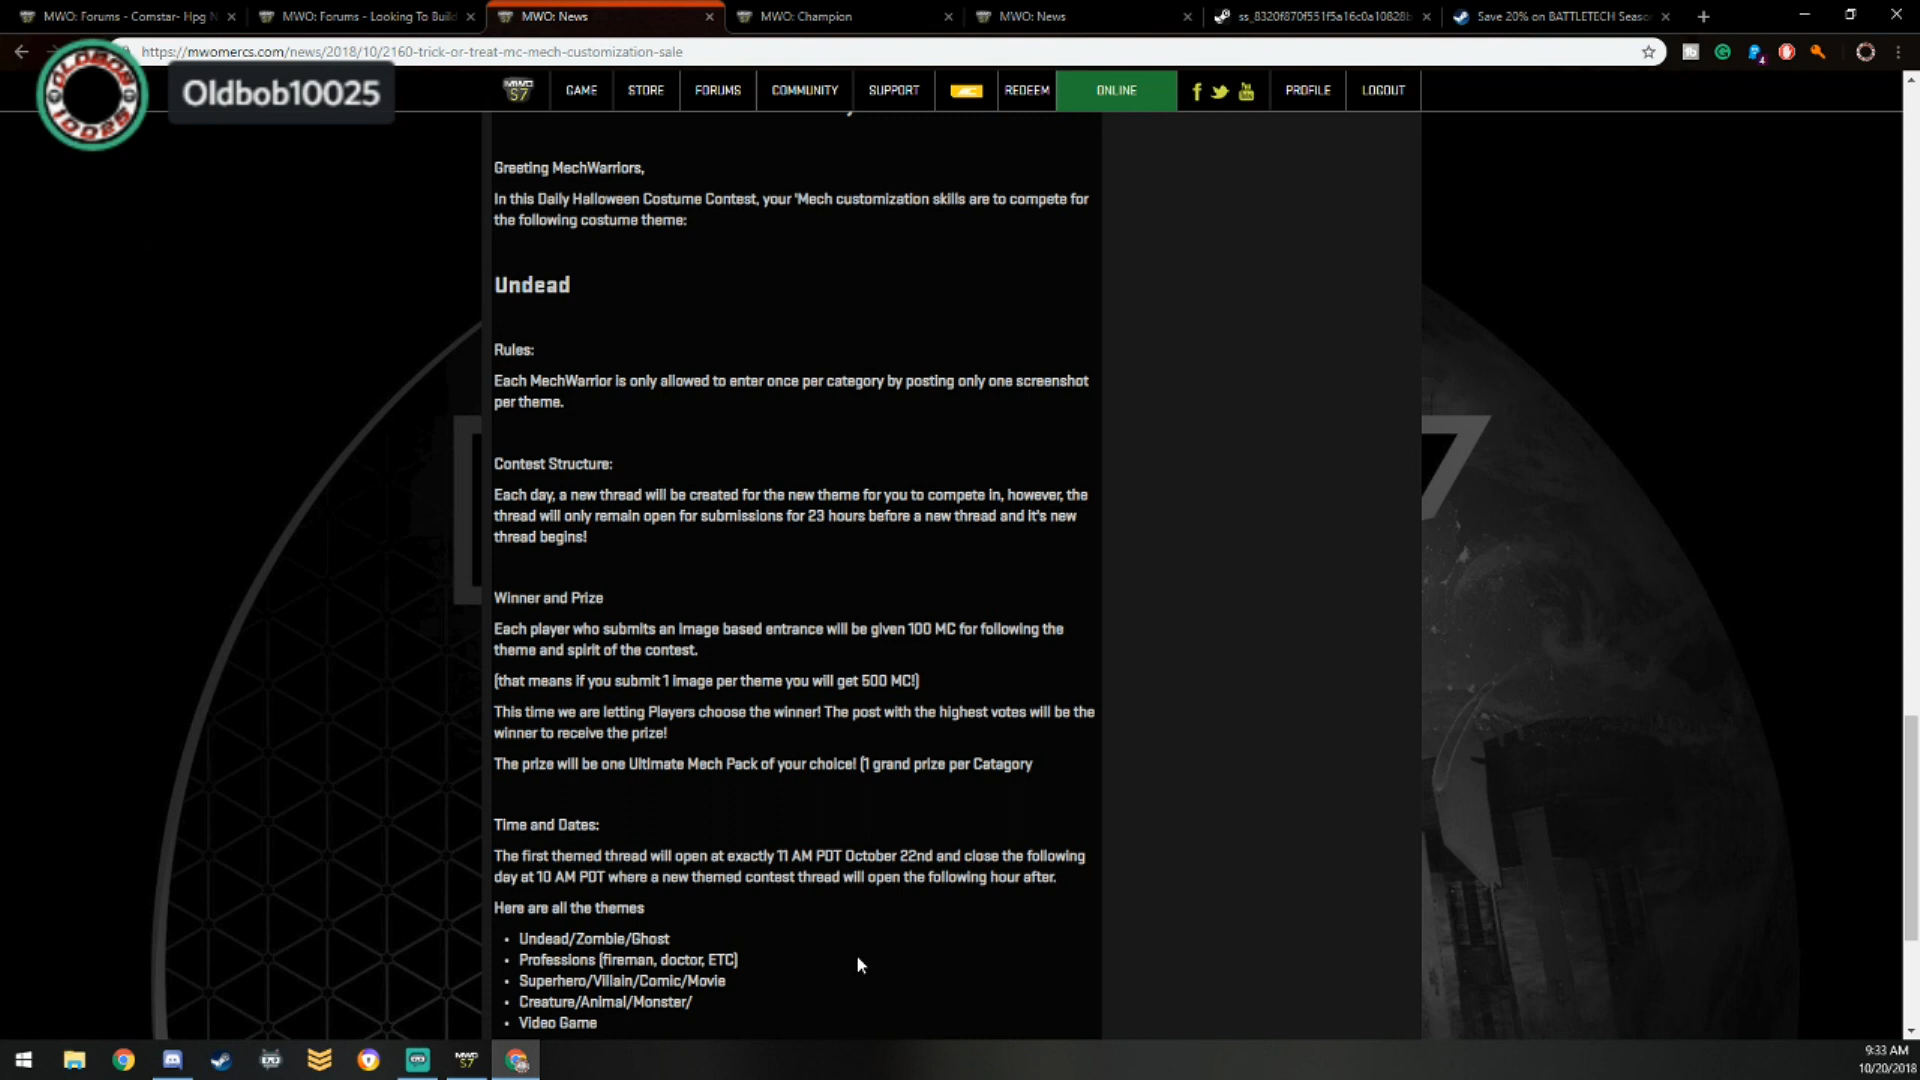 MWO: Forums - Comstar- Hpg N
MWO: Forums - Looking To Build
MWO: News
MWO: Champion
MWO: News
ss_8320f870f551f5a16c0a10828b
Save 20% on BATTLETECH Seaso
https://mwomercs.com/news/2018/10/2160-trick-or-treat-mc-mech-customization-sale
Oldbob10025
MWO S7
GAME
STORE
FORUMS
COMMUNITY
SUPPORT
MC
REDEEM
ONLINE
PROFILE
LOGOUT
Greeting MechWarriors,
In this Daily Halloween Costume Contest, your 'Mech customization skills are to compete for
the following costume theme:
Undead
Rules:
Each MechWarrior is only allowed to enter once per category by posting only one screenshot
per theme.
Contest Structure:
Each day, a new thread will be created for the new theme for you to compete in, however, the
thread will only remain open for submissions for 23 hours before a new thread and it's new
thread begins!
Winner and Prize
Each player who submits an image based entrance will be given 100 MC for following the
theme and spirit of the contest.
(that means if you submit 1 image per theme you will get 500 MC!)
This time we are letting Players choose the winner! The post with the highest votes will be the
winner to receive the prize!
The prize will be one Ultimate Mech Pack of your choice! (1 grand prize per Catagory
Time and Dates:
The first themed thread will open at exactly 11 AM PDT October 22nd and close the following
day at 10 AM PDT where a new themed contest thread will open the following hour after.
Here are all the themes
• Undead/Zombie/Ghost
• Professions (fireman, doctor, ETC)
• Superhero/Villain/Comic/Movie
• Creature/Animal/Monster/
• Video Game
MWO S7
9:33 AM
10/20/2018